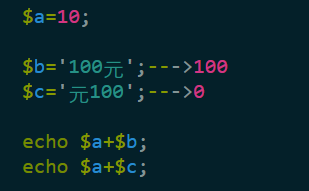 $a=10;
$b='100元';--->100
$c='元100';--->0
echo $a+$b;
echo $a+$c;